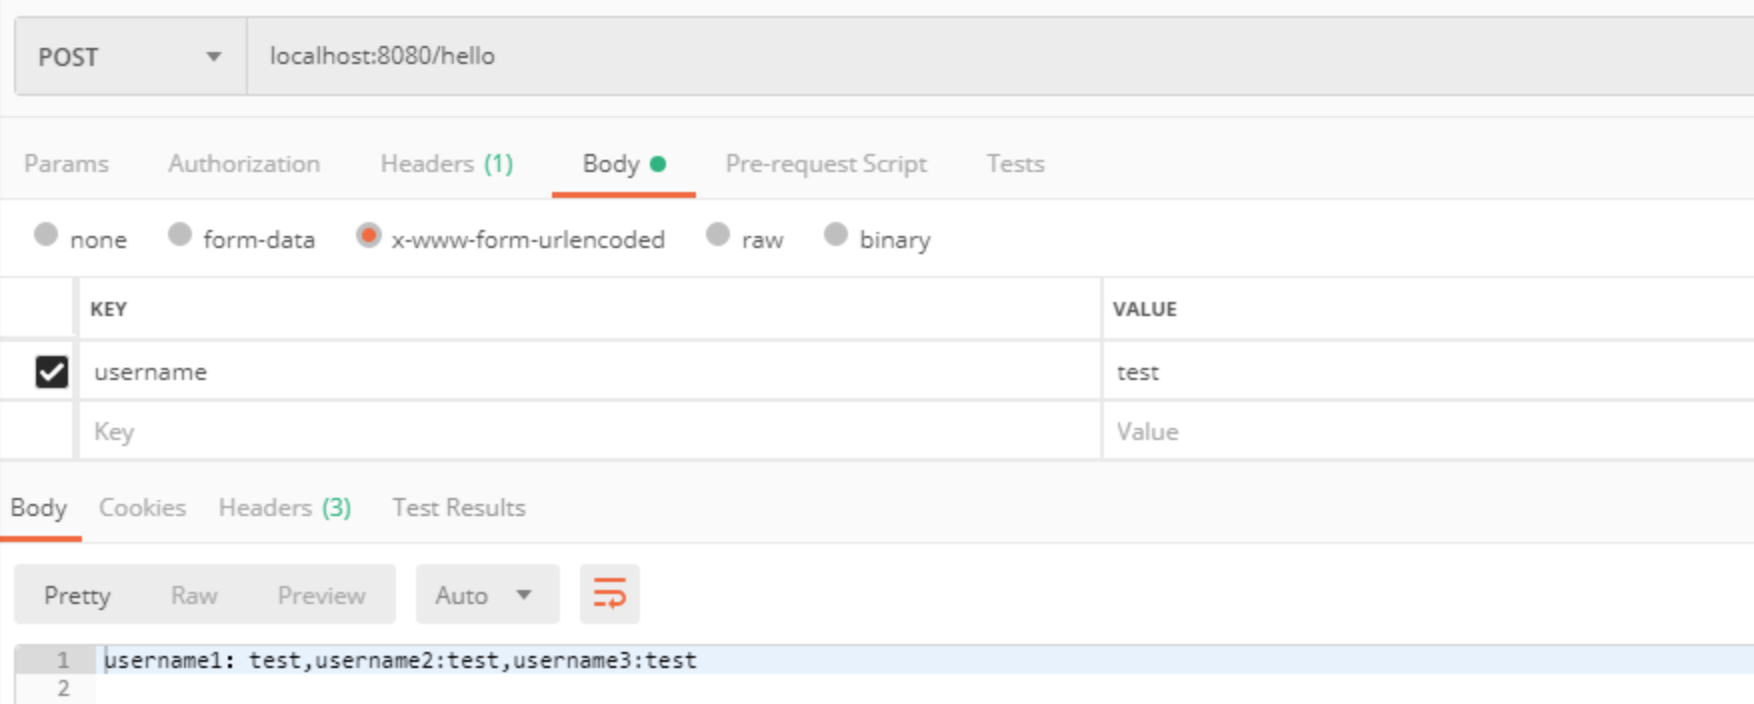 POST localhost:8080/hello
Params Authorization Headers (1) Body Pre-request Script Tests
none form-data x-www-form-urlencoded raw binary
KEY VALUE
username test
Key Value
Body Cookies Headers (3) Test Results
Pretty Raw Preview Auto
1 username1: test,username2:test,username3:test
2